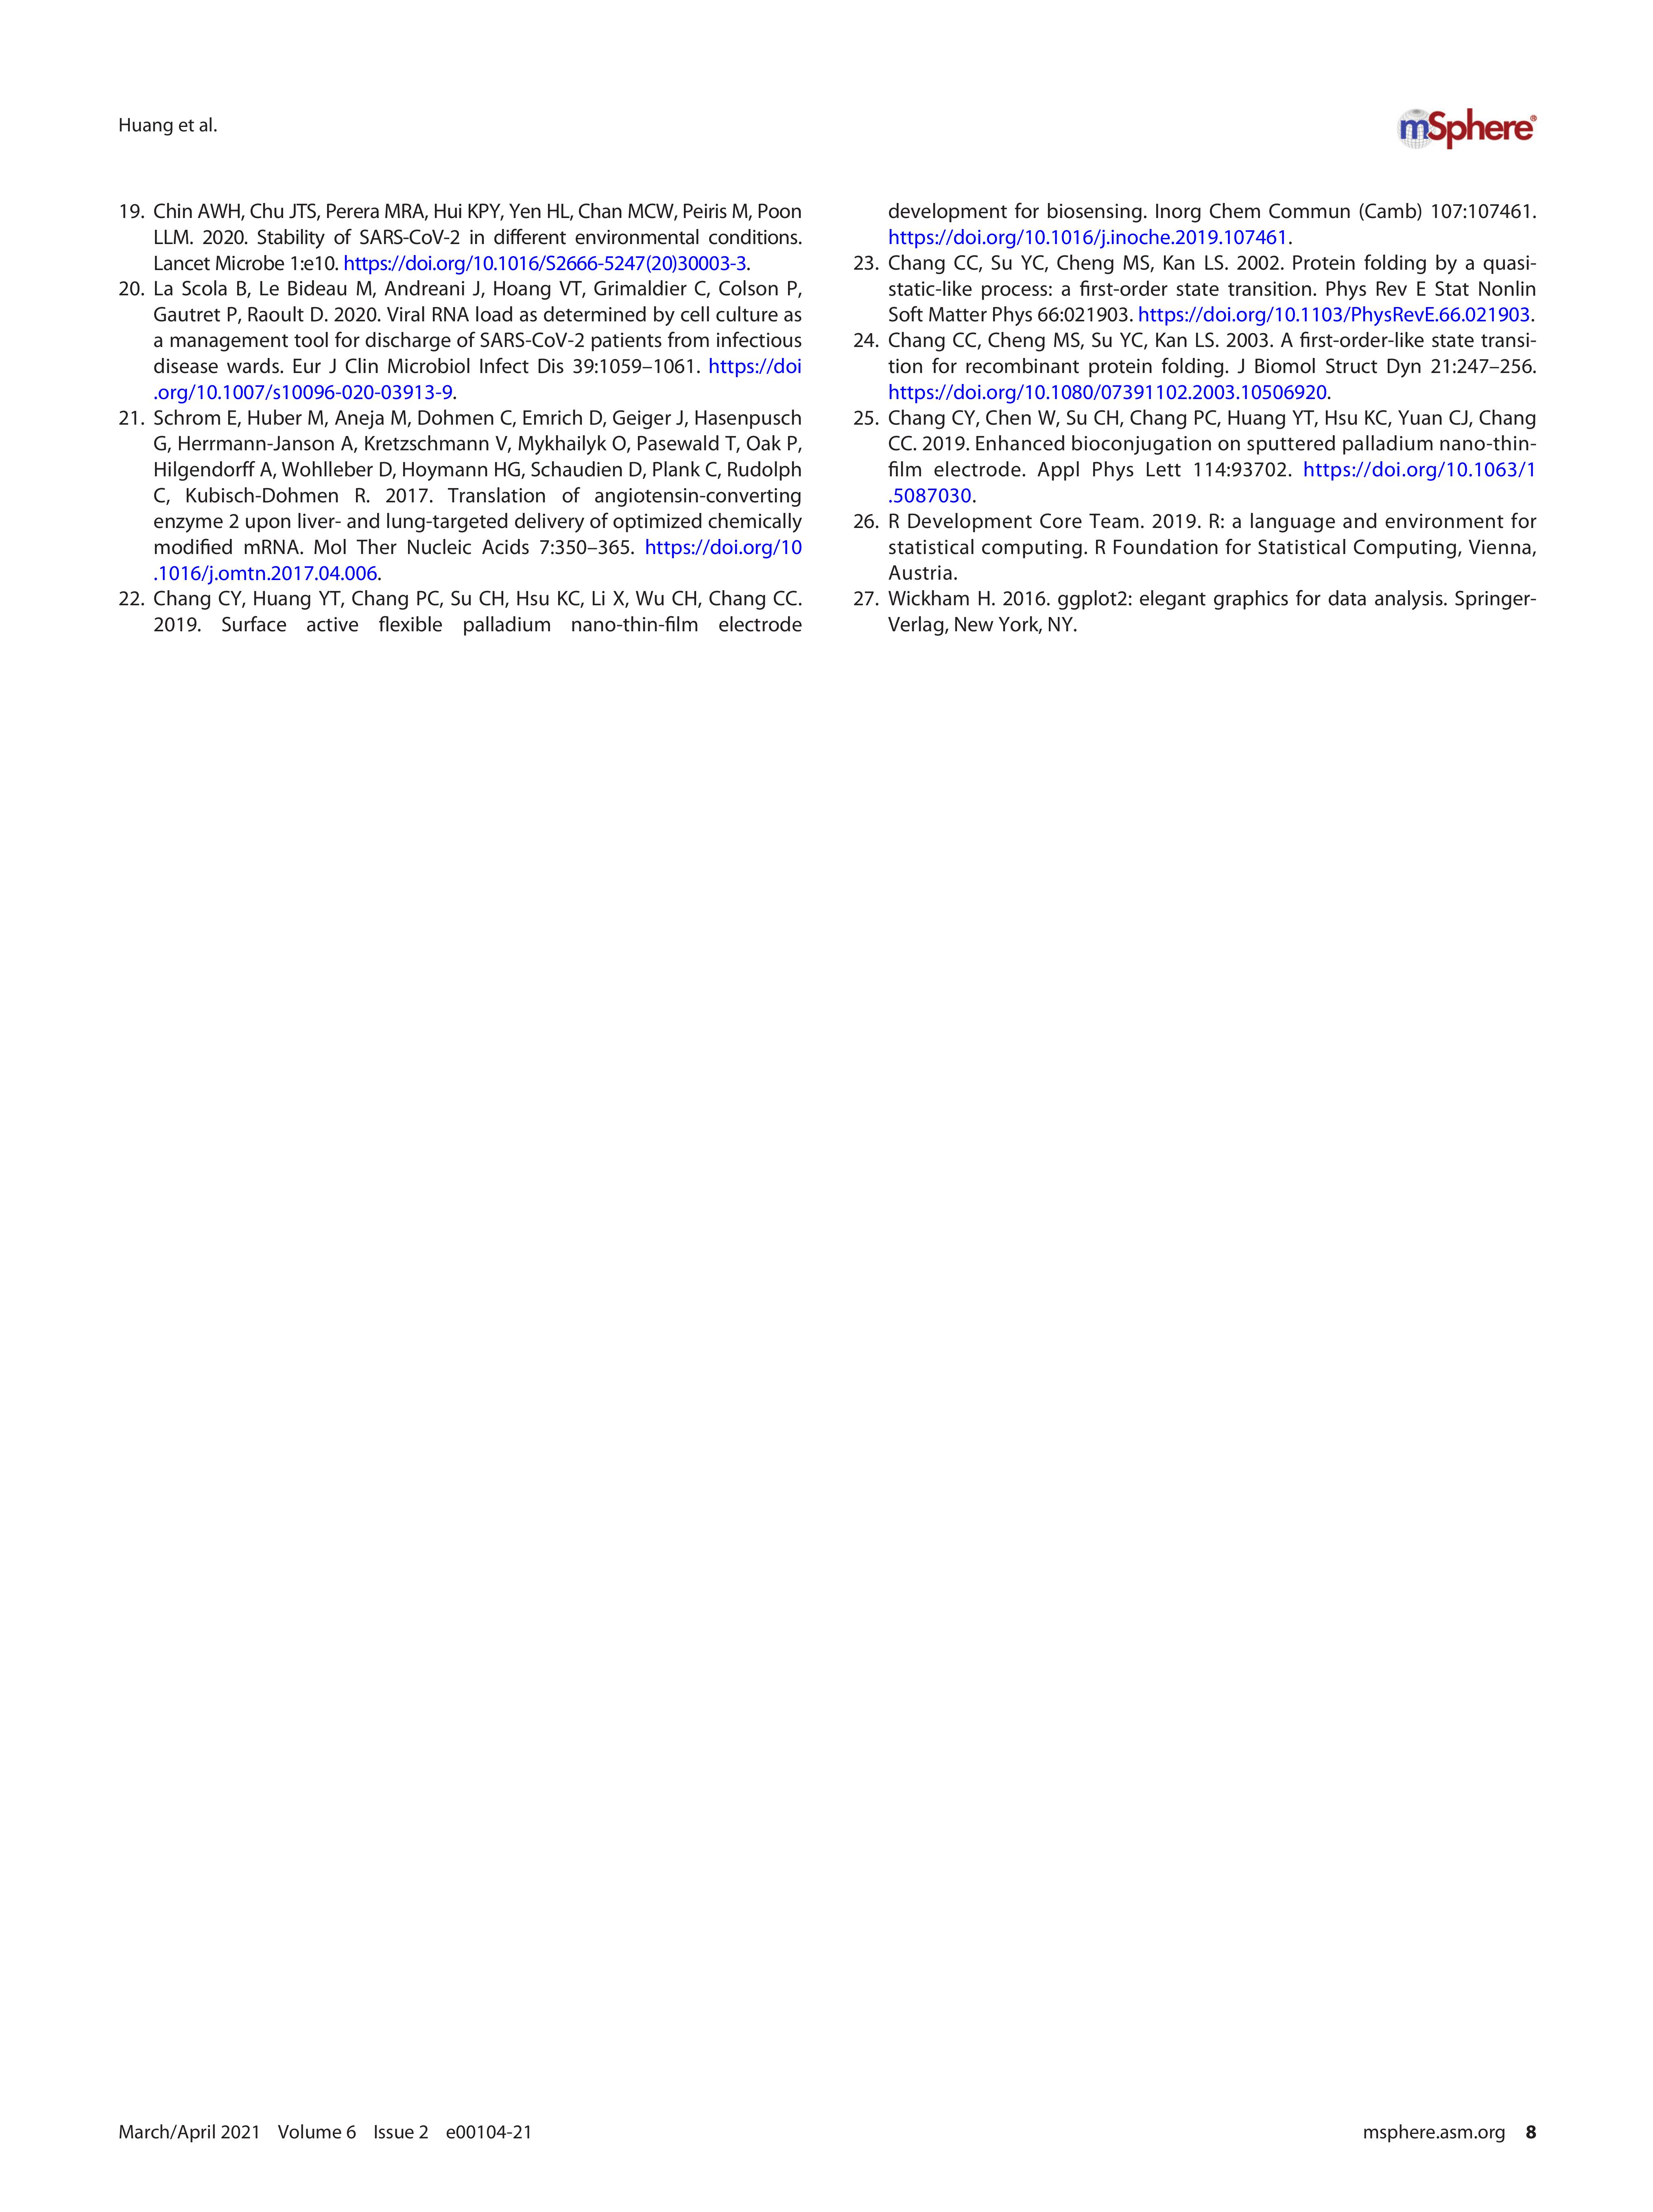 Huang et al.
mSphere®
19. Chin AWH, Chu JTS, Perera MRA, Hui KPY, Yen HL, Chan MCW, Peiris M, Poon
LLM. 2020. Stability of SARS-CoV-2 in different environmental conditions.
Lancet Microbe 1:e10. https://doi.org/10.1016/S2666-5247(20)30003-3.
20. La Scola B, Le Bideau M, Andreani J, Hoang VT, Grimaldier C, Colson P,
Gautret P, Raoult D. 2020. Viral RNA load as determined by cell culture as
a management tool for discharge of SARS-CoV-2 patients from infectious
disease wards. Eur J Clin Microbiol Infect Dis 39:1059–1061. https://doi
.org/10.1007/s10096-020-03913-9.
21. Schrom E, Huber M, Aneja M, Dohmen C, Emrich D, Geiger J, Hasenpusch
G, Herrmann-Janson A, Kretzschmann V, Mykhailyk O, Pasewald T, Oak P,
Hilgendorff A, Wohlleber D, Hoymann HG, Schaudien D, Plank C, Rudolph
C, Kubisch-Dohmen R. 2017. Translation of angiotensin-converting
enzyme 2 upon liver- and lung-targeted delivery of optimized chemically
modified mRNA. Mol Ther Nucleic Acids 7:350–365. https://doi.org/10
.1016/j.omtn.2017.04.006.
22. Chang CY, Huang YT, Chang PC, Su CH, Hsu KC, Li X, Wu CH, Chang CC.
2019. Surface active flexible palladium nano-thin-film electrode
development for biosensing. Inorg Chem Commun (Camb) 107:107461.
https://doi.org/10.1016/j.inoche.2019.107461.
23. Chang CC, Su YC, Cheng MS, Kan LS. 2002. Protein folding by a quasi-
static-like process: a first-order state transition. Phys Rev E Stat Nonlin
Soft Matter Phys 66:021903. https://doi.org/10.1103/PhysRevE.66.021903.
24. Chang CC, Cheng MS, Su YC, Kan LS. 2003. A first-order-like state transi-
tion for recombinant protein folding. J Biomol Struct Dyn 21:247–256.
https://doi.org/10.1080/07391102.2003.10506920.
25. Chang CY, Chen W, Su CH, Chang PC, Huang YT, Hsu KC, Yuan CJ, Chang
CC. 2019. Enhanced bioconjugation on sputtered palladium nano-thin-
film electrode. Appl Phys Lett 114:93702. https://doi.org/10.1063/1
.5087030.
26. R Development Core Team. 2019. R: a language and environment for
statistical computing. R Foundation for Statistical Computing, Vienna,
Austria.
27. Wickham H. 2016. ggplot2: elegant graphics for data analysis. Springer-
Verlag, New York, NY.
March/April 2021 Volume 6 Issue 2 e00104-21
msphere.asm.org 8